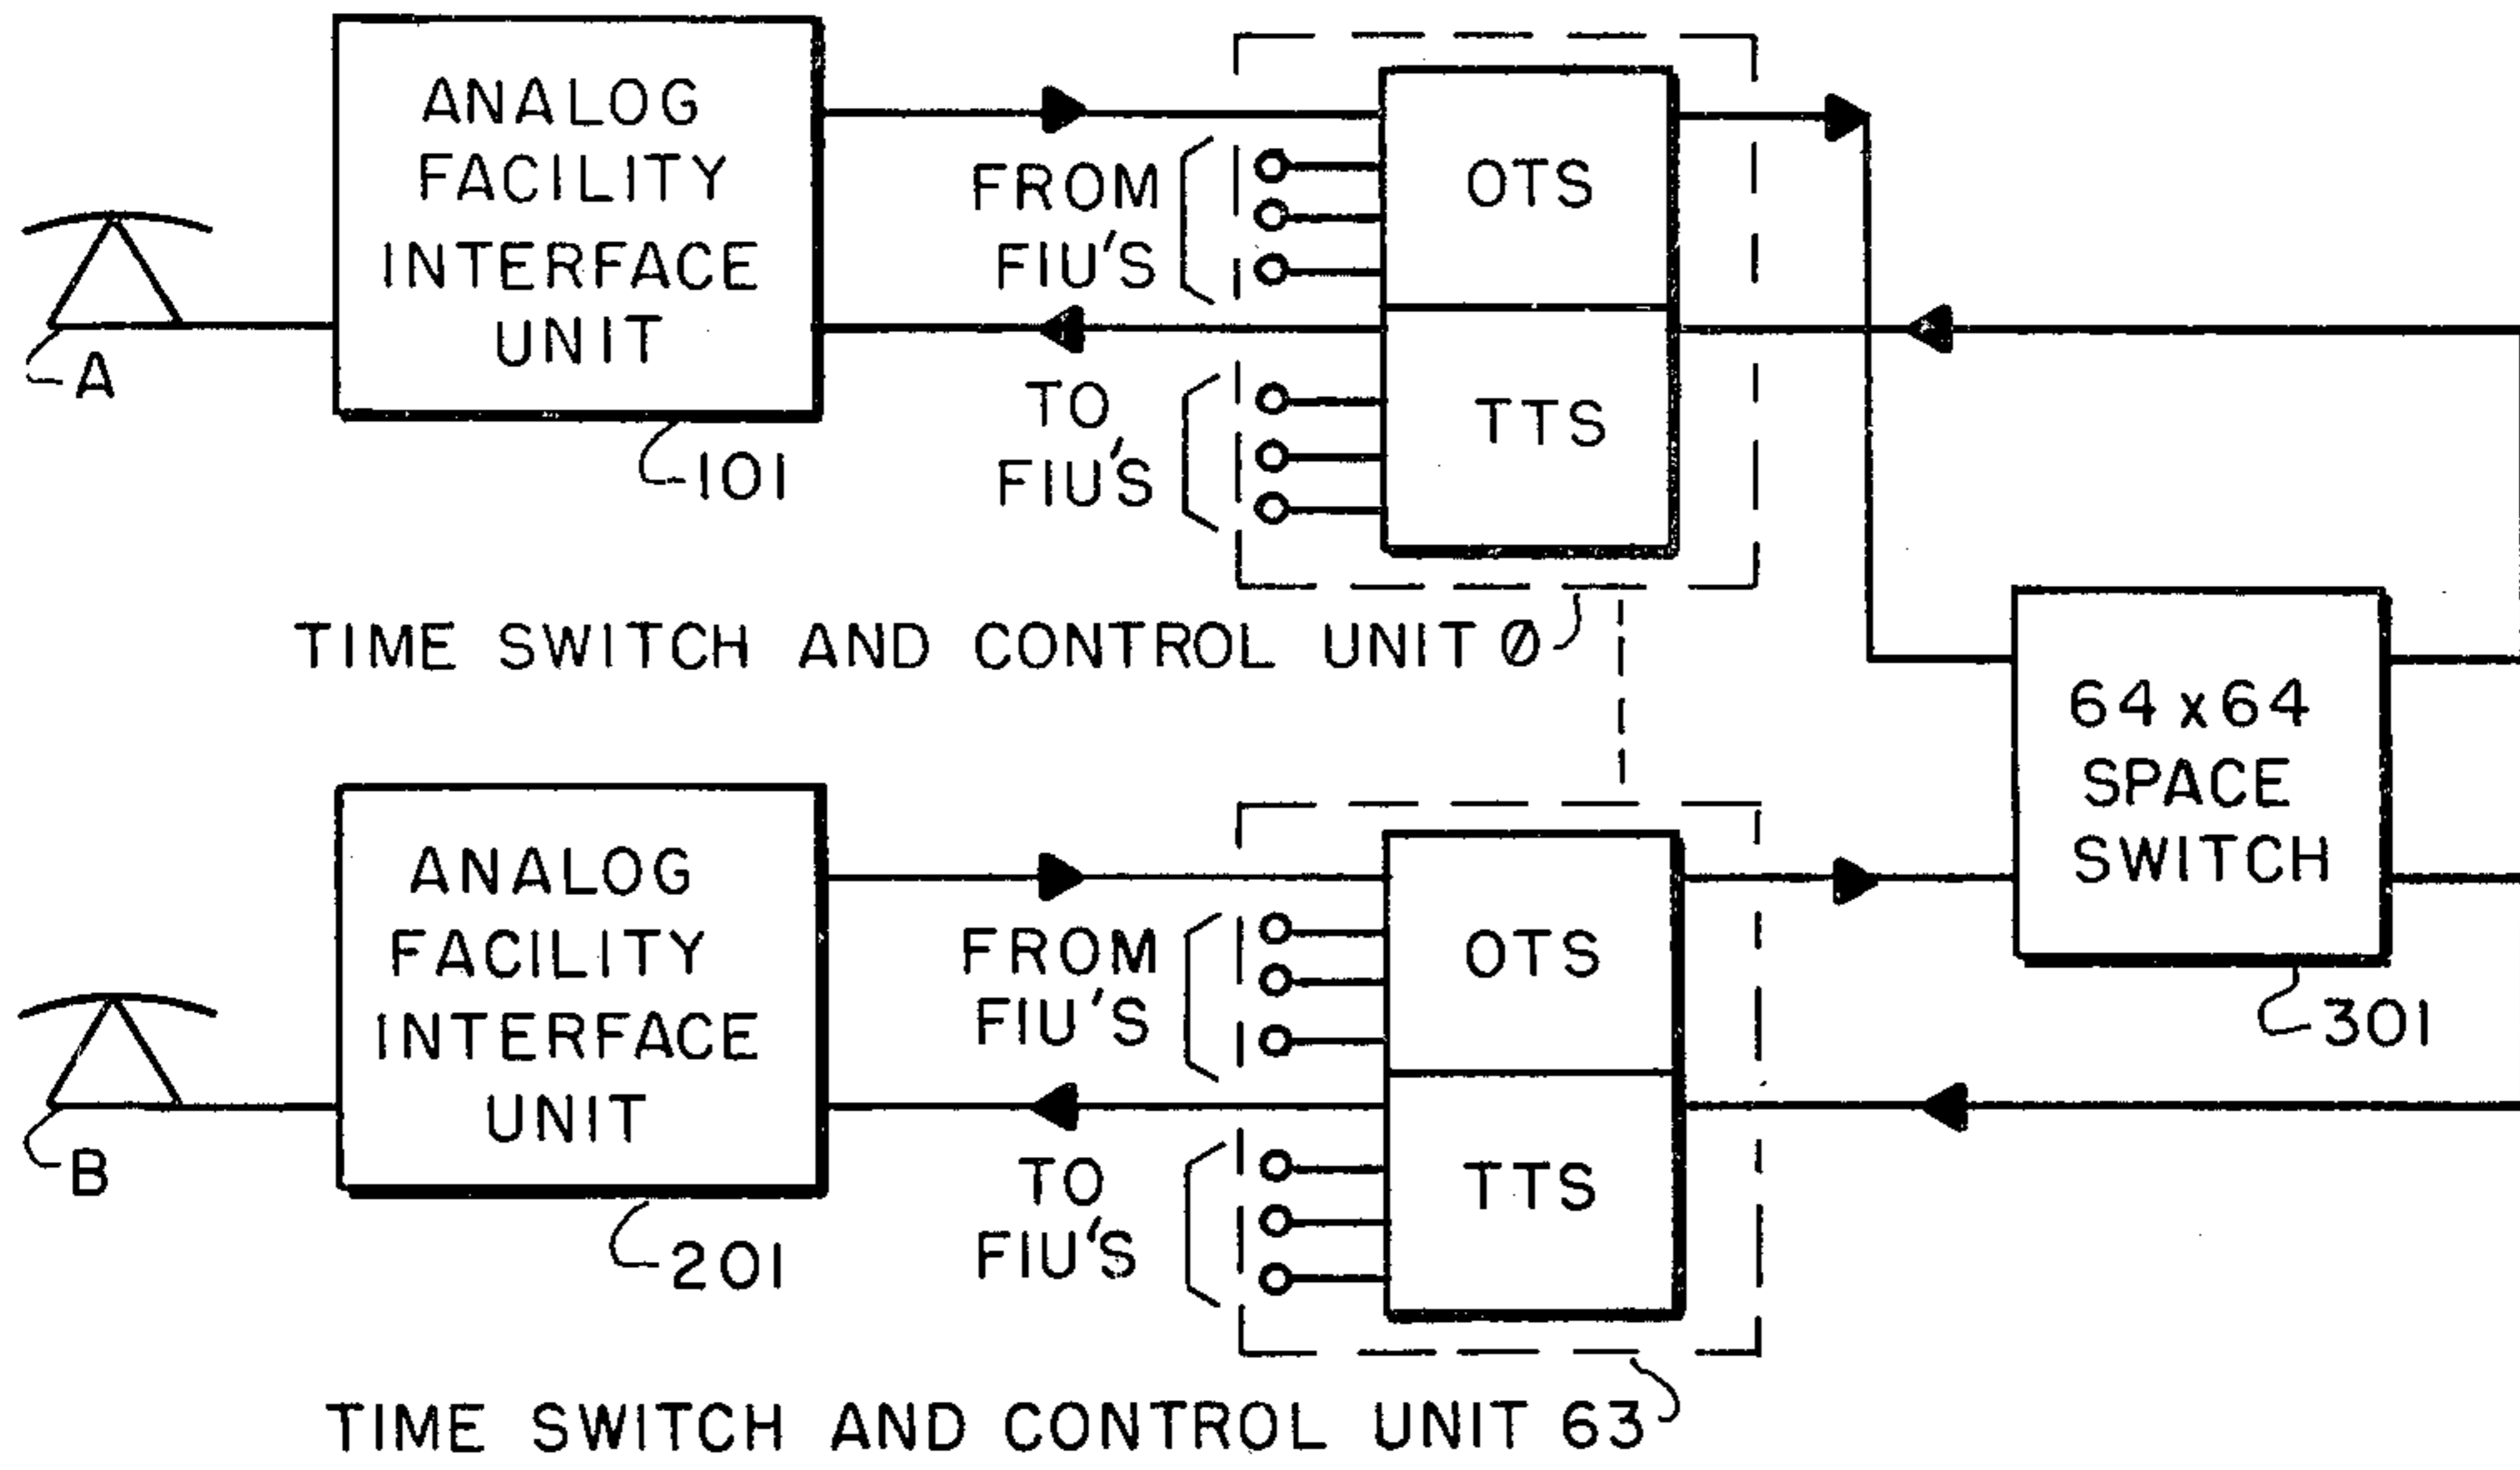 ANALOG
FACILITY
INTERFACE
UNIT
A
101
FROM
FIU'S
TO
FIU'S
OTS
TTS
TIME SWITCH AND CONTROL UNIT 0
64 x 64
SPACE
SWITCH
301
ANALOG
FACILITY
INTERFACE
UNIT
B
201
FROM
FIU'S
TO
FIU'S
OTS
TTS
TIME SWITCH AND CONTROL UNIT 63